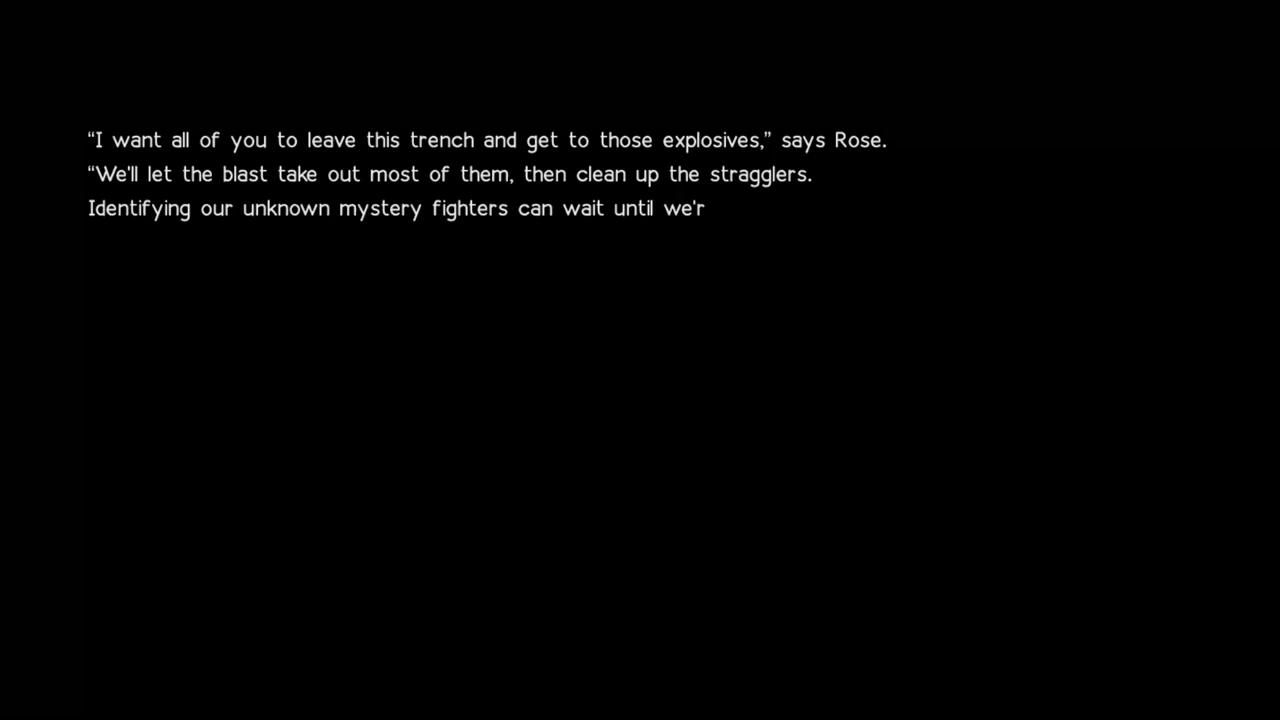 “I want all of you to leave this trench and get to those explosives,” says Rose.
“We'll let the blast take out most of them, then clean up the stragglers.
Identifying our unknown mystery fighters can wait until we'r